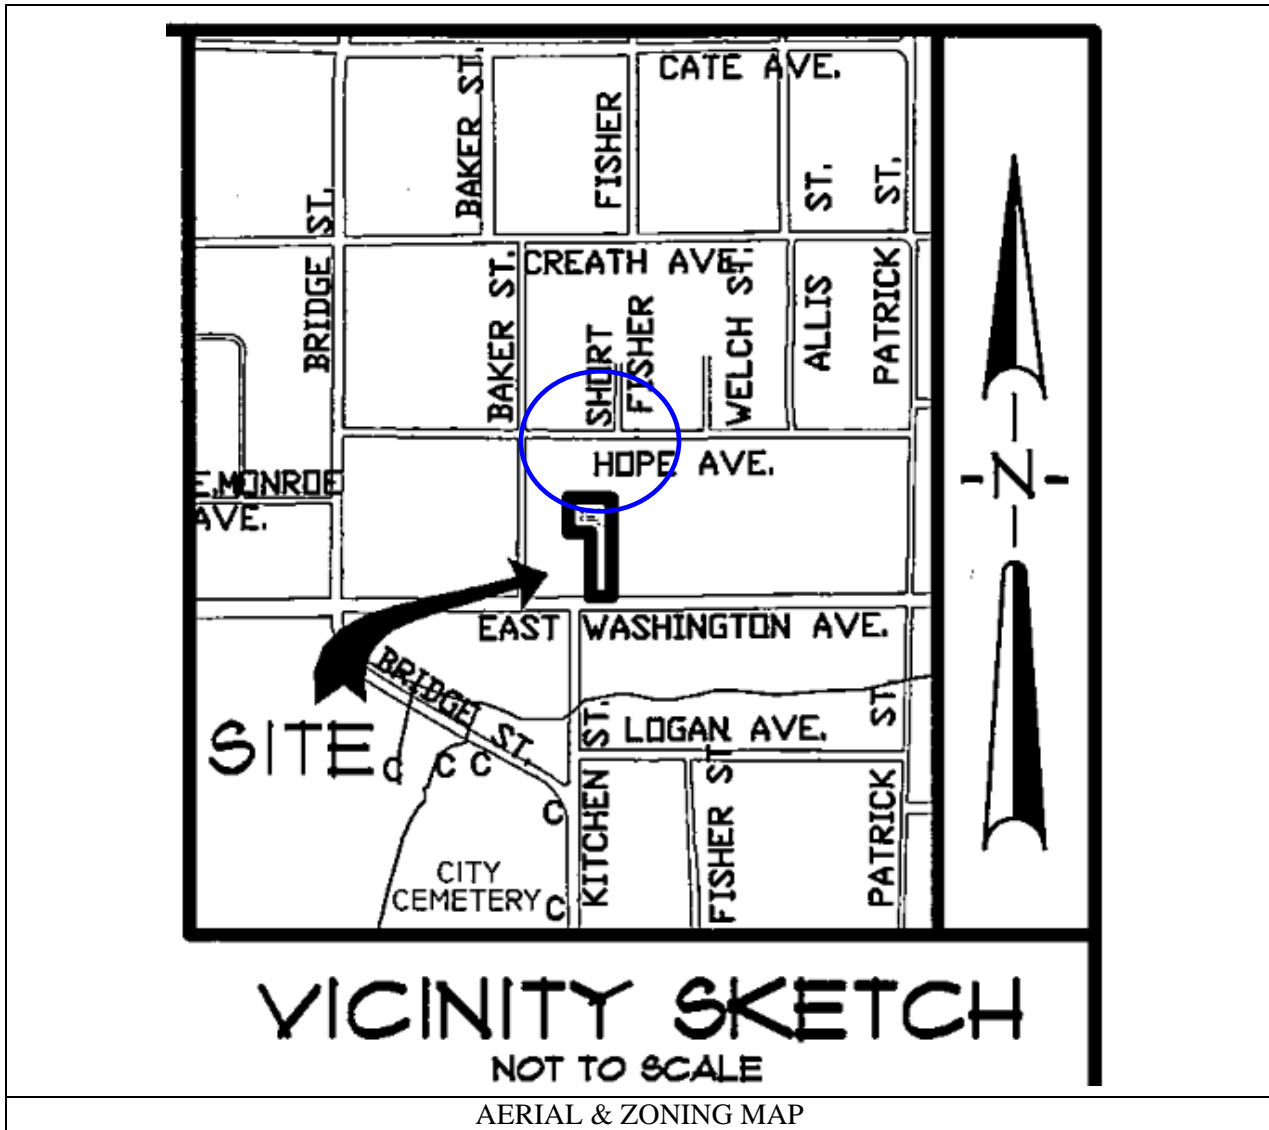 CATE AVE.
BAKER ST.
FISHER
ST.
ST.
BRIDGE ST.
CREATH AVE.
BAKER ST.
SHORT
FISHER
WELCH ST.
ALLIS
PATRICK
HOPE AVE.
E. MONROE
AVE.
-N-
EAST WASHINGTON AVE.
BRIDGE ST.
SITE
C
C C
C
C
KITCHEN ST.
LOGAN AVE.
FISHER ST
PATRICK ST
CITY
CEMETERY
VICINITY SKETCH
NOT TO SCALE
AERIAL & ZONING MAP